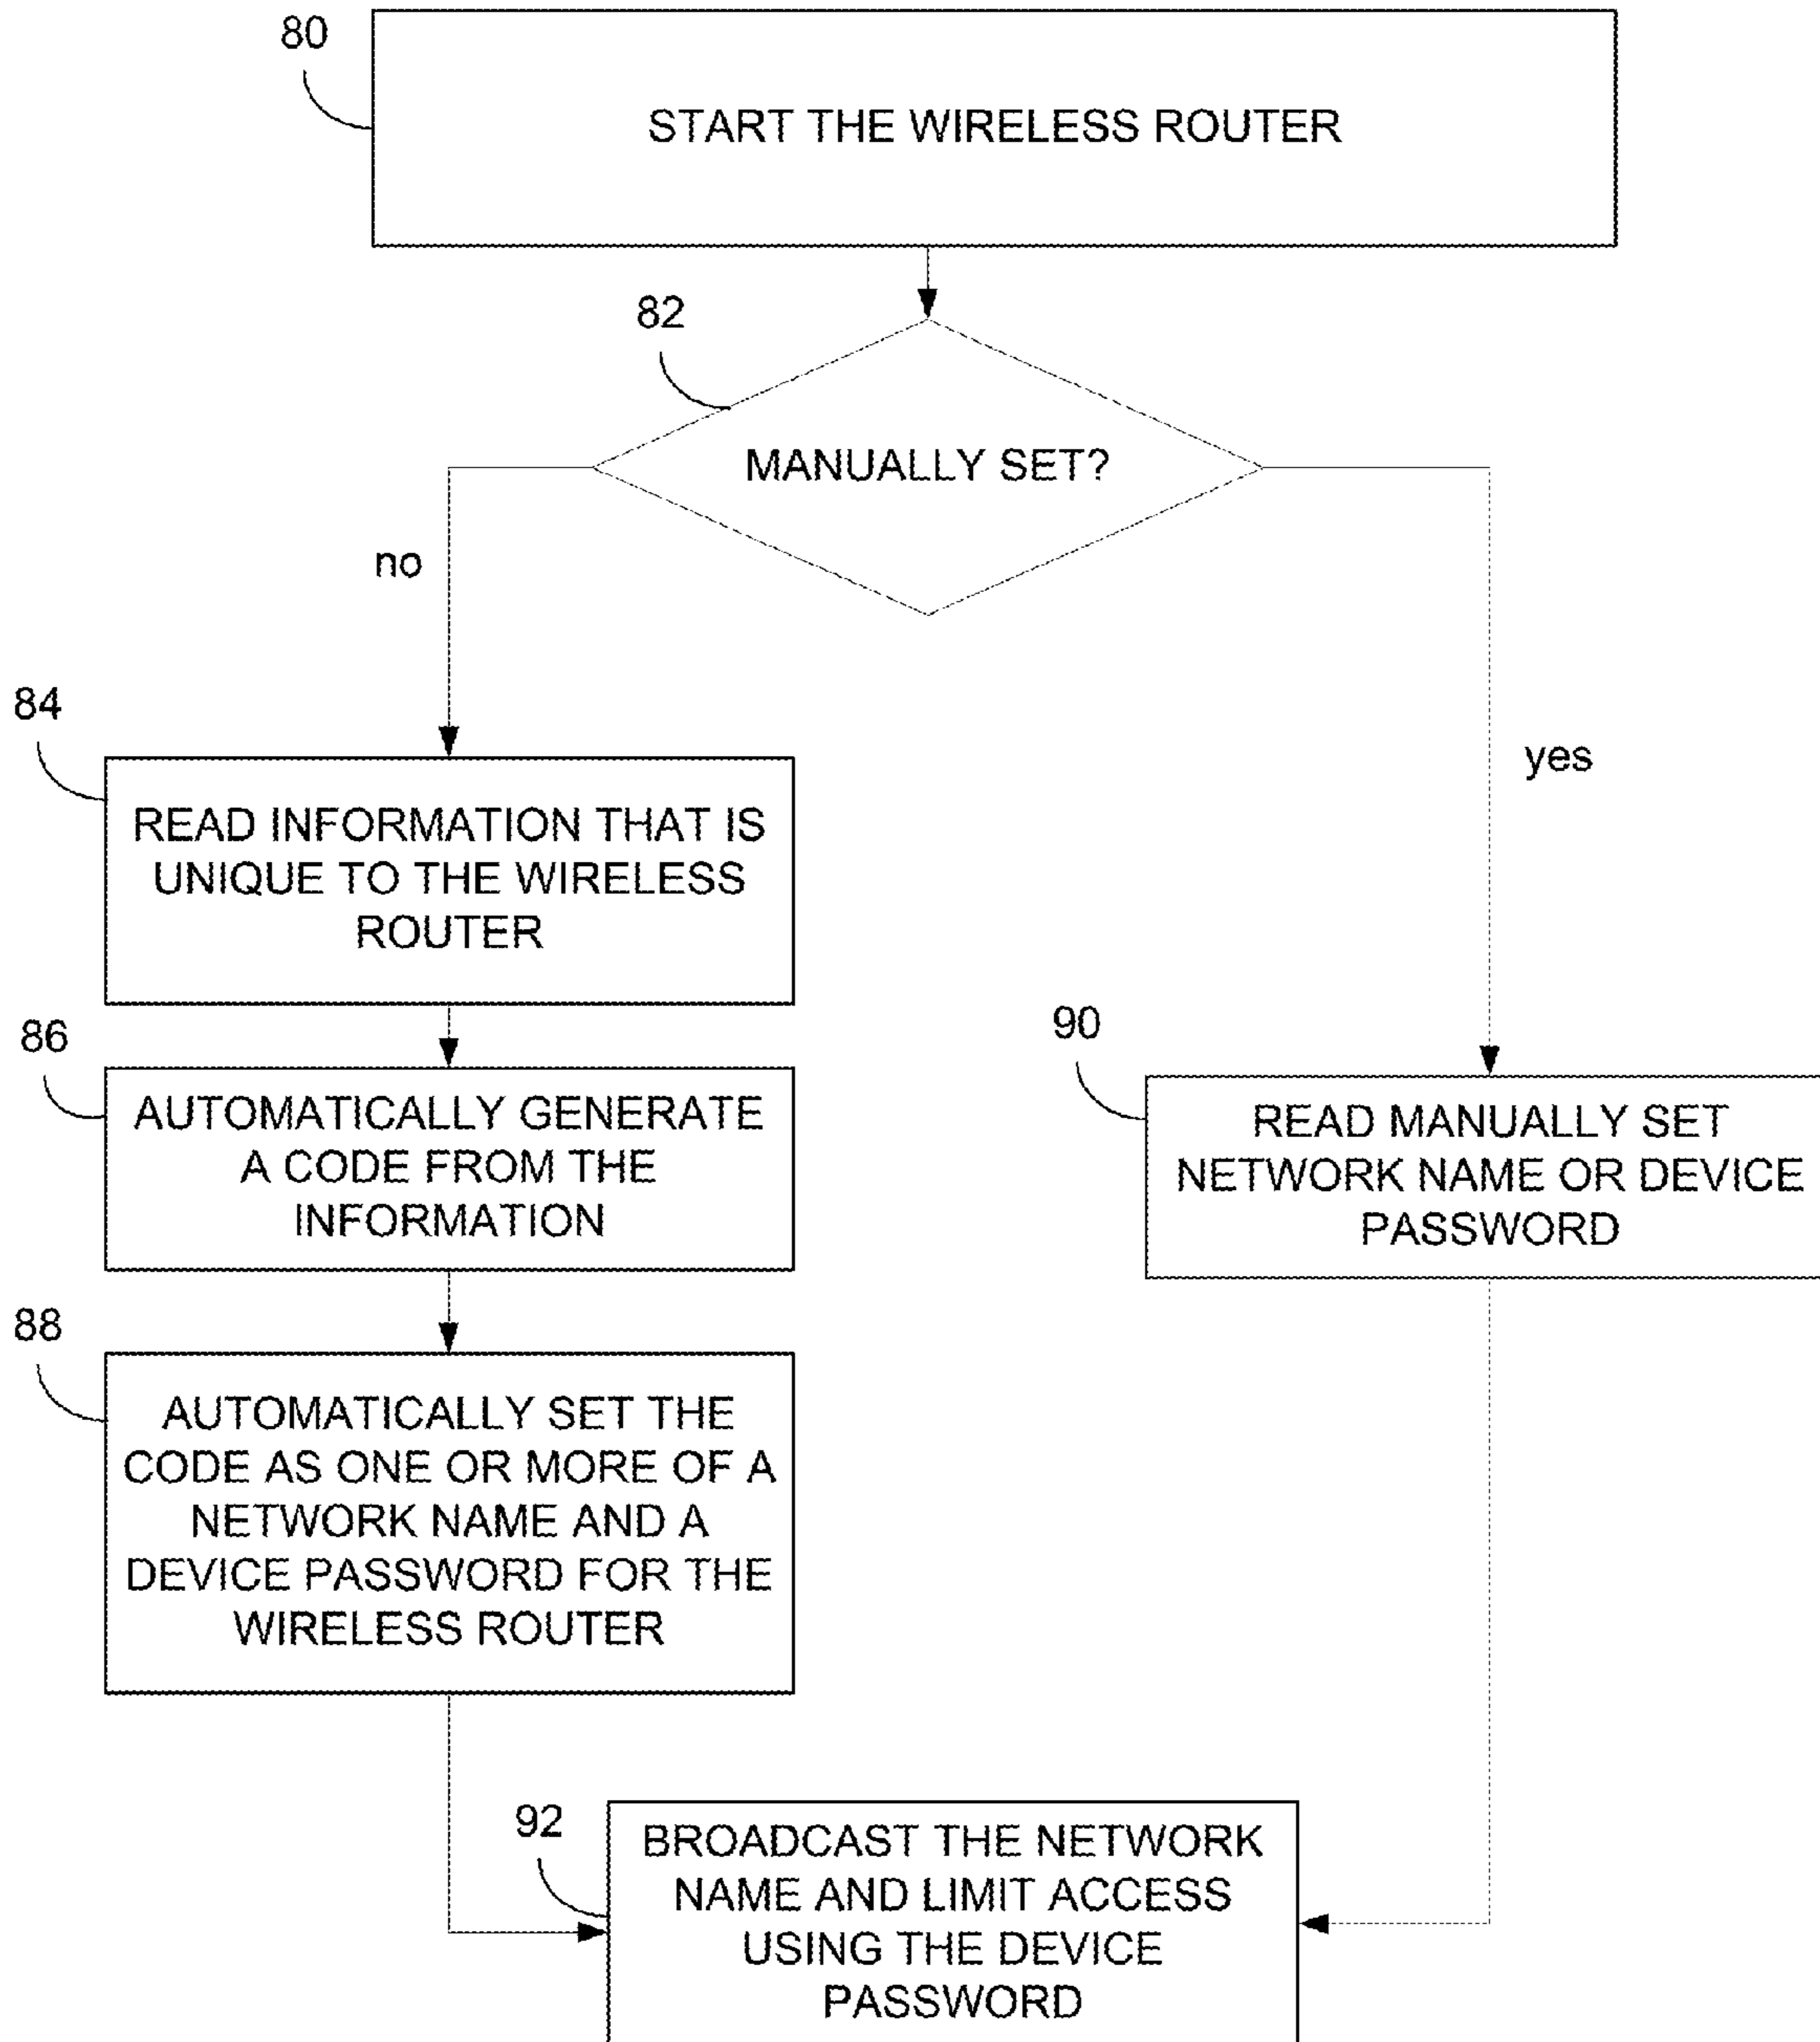 80
START THE WIRELESS ROUTER
82
MANUALLY SET?
no
yes
84
READ INFORMATION THAT IS
UNIQUE TO THE WIRELESS
ROUTER
86
AUTOMATICALLY GENERATE
A CODE FROM THE
INFORMATION
90
READ MANUALLY SET
NETWORK NAME OR DEVICE
PASSWORD
88
AUTOMATICALLY SET THE
CODE AS ONE OR MORE OF A
NETWORK NAME AND A
DEVICE PASSWORD FOR THE
WIRELESS ROUTER
92
BROADCAST THE NETWORK
NAME AND LIMIT ACCESS
USING THE DEVICE
PASSWORD